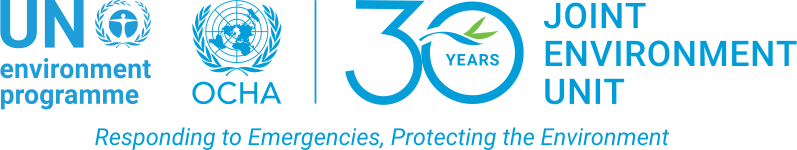 UN
environment
programme
OCHA
30
YEARS
JOINT
ENVIRONMENT
UNIT
Responding to Emergencies, Protecting the Environment